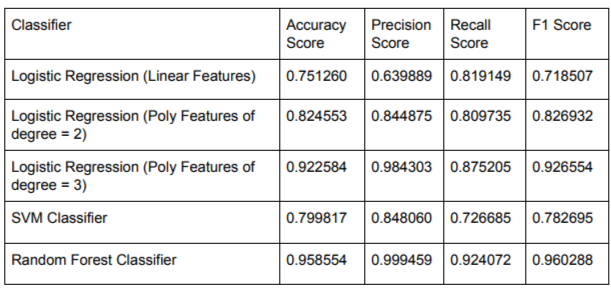 Classifier Accuracy Score Precision Score Recall Score F1 Score
Logistic Regression (Linear Features) 0.751260 0.639889 0.819149 0.718507
Logistic Regression (Poly Features of degree = 2) 0.824553 0.844875 0.809735 0.826932
Logistic Regression (Poly Features of degree = 3) 0.922584 0.984303 0.875205 0.926554
SVM Classifier 0.799817 0.848060 0.726685 0.782695
Random Forest Classifier 0.958554 0.999459 0.924072 0.960288